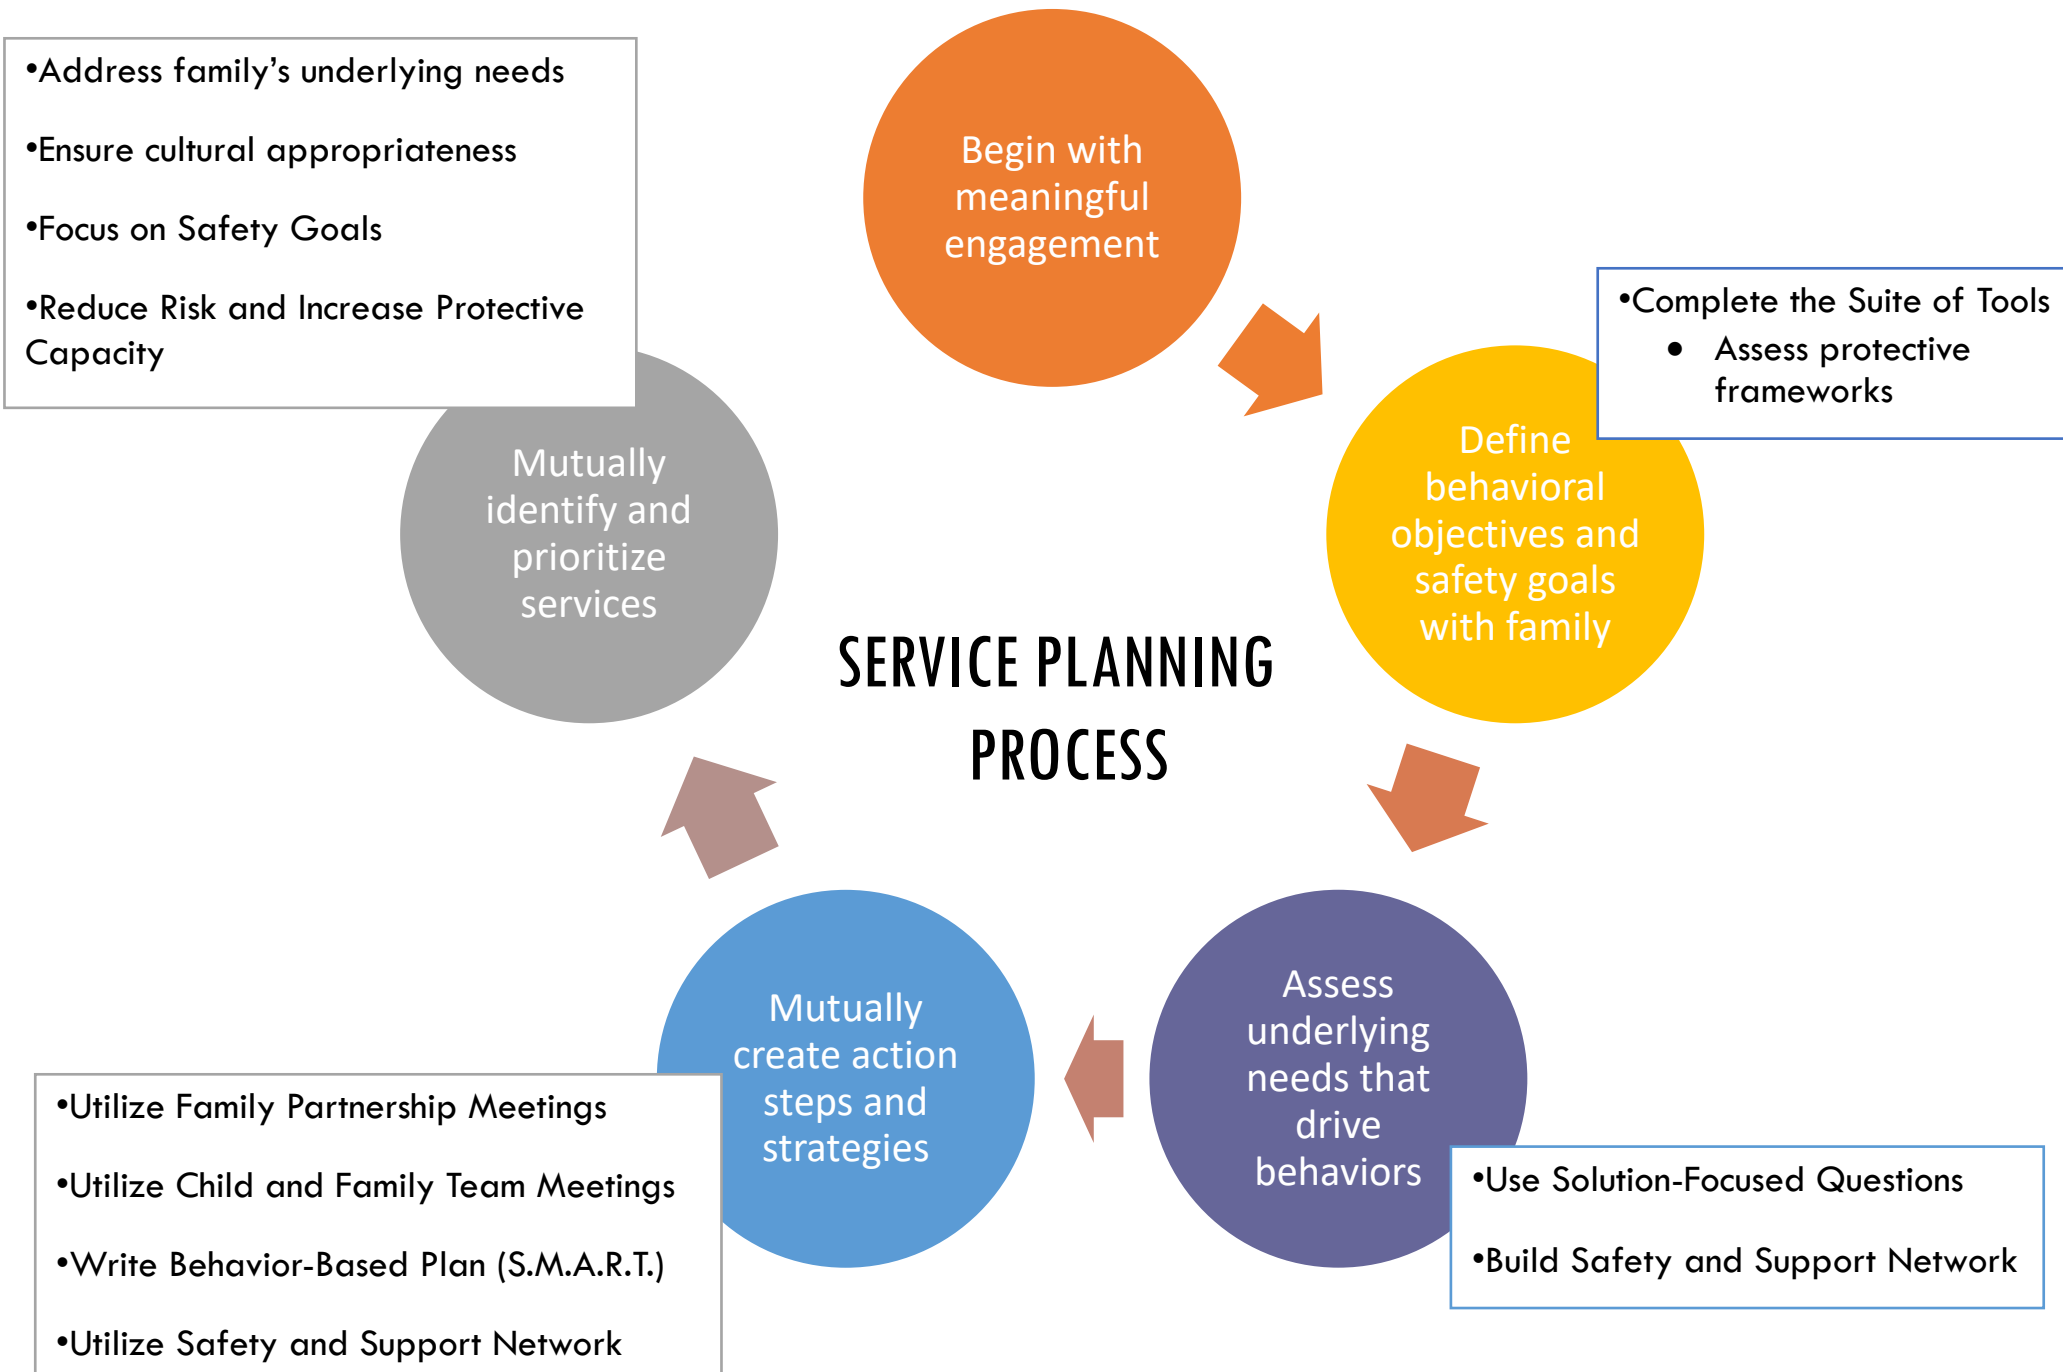 •Address family’s underlying needs
•Ensure cultural appropriateness
•Focus on Safety Goals
•Reduce Risk and Increase Protective
Capacity
Begin with
meaningful
engagement
•Complete the Suite of Tools
• Assess protective
frameworks
Define
behavioral
objectives and
safety goals
with family
Mutually
identify and
prioritize
services
SERVICE PLANNING
PROCESS
Assess
underlying
needs that
drive
behaviors
•Use Solution-Focused Questions
•Build Safety and Support Network
Mutually
create action
steps and
strategies
•Utilize Family Partnership Meetings
•Utilize Child and Family Team Meetings
•Write Behavior-Based Plan (S.M.A.R.T.)
•Utilize Safety and Support Network